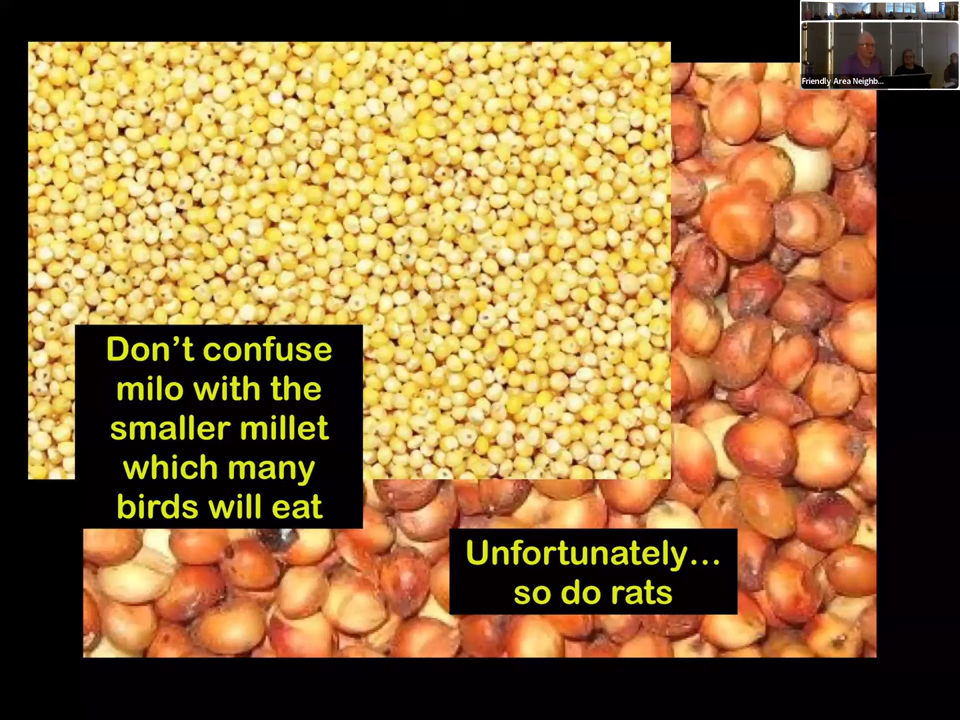 Friendly Area Neighb...
Don't confuse
milo with the
smaller millet
which many
birds will eat
Unfortunately...
so do rats